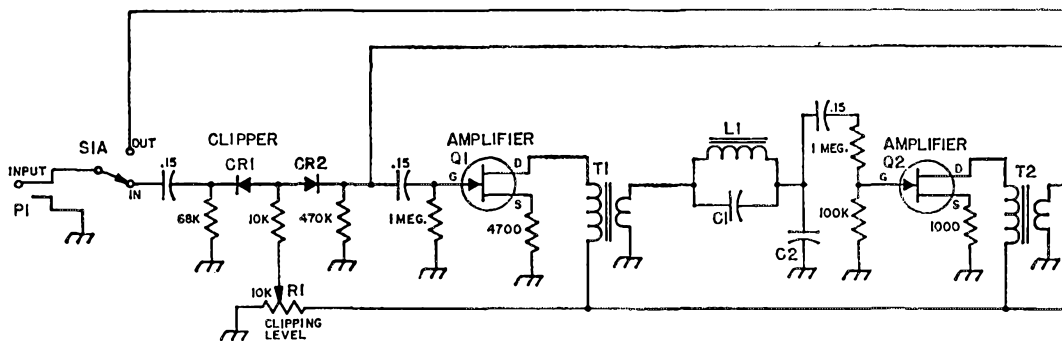 INPUT
P1
S1A
OUT
IN
.15
CLIPPER
CR1
CR2
68K
10K
470K
10K
R1
CLIPPING
LEVEL
.15
1 MEG.
AMPLIFIER
Q1
G
D
S
4700
T1
L1
C1
C2
.15
1 MEG.
100K
AMPLIFIER
Q2
G
D
S
1000
T2